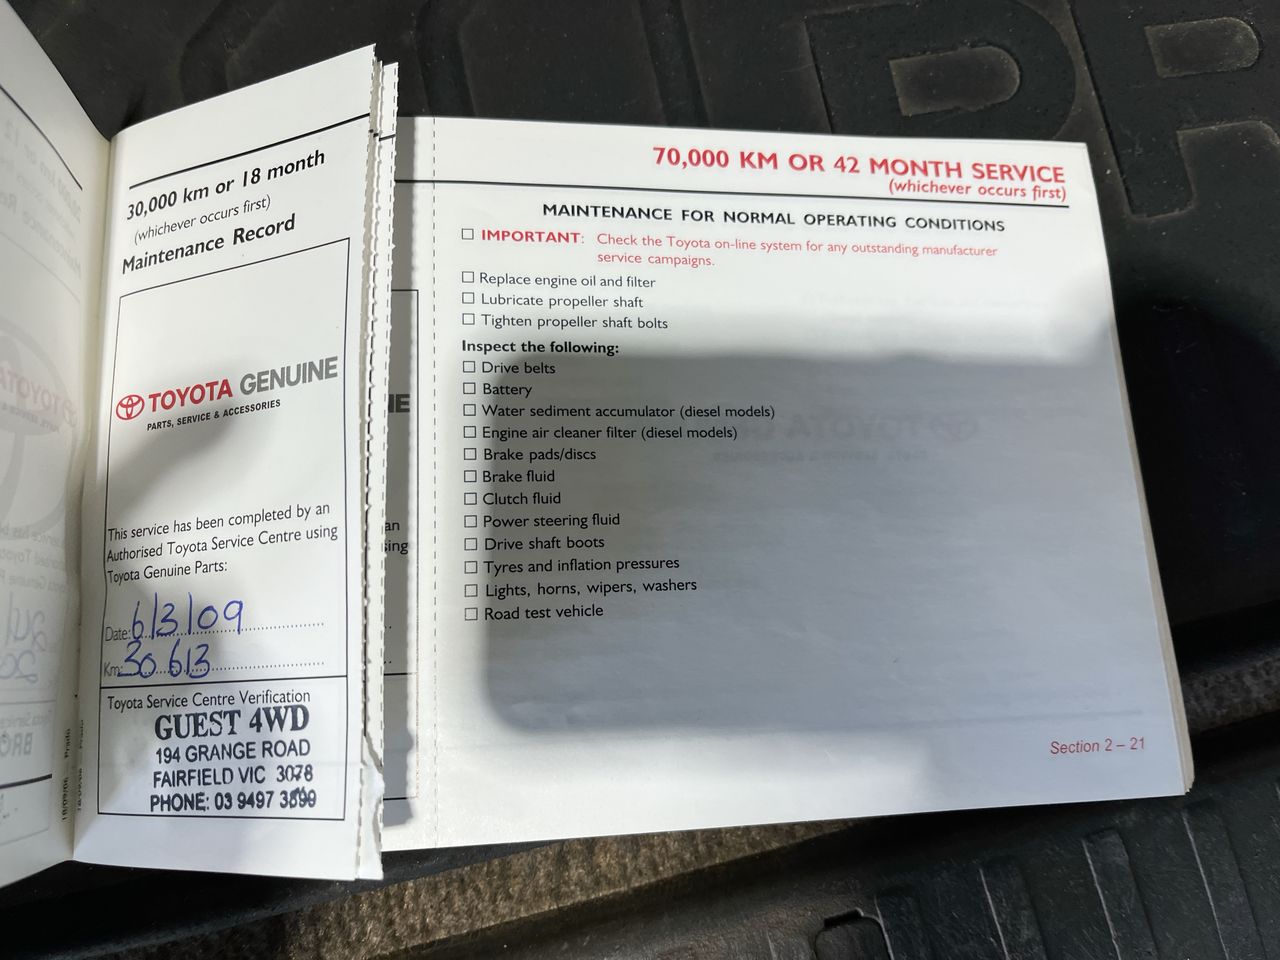 30,000 km or 18 month
(whichever occurs first)
Maintenance Record
TOYOTA GENUINE
PARTS, SERVICE & ACCESSORIES
This service has been completed by an
Authorised Toyota Service Centre using
Toyota Genuine Parts:
Date: 6/3/09
Km: 30 613
Toyota Service Centre Verification
GUEST 4WD
194 GRANGE ROAD
FAIRFIELD VIC 3078
PHONE: 03 9497
70,000 KM OR 42 MONTH SERVICE
(whichever occurs first)
MAINTENANCE FOR NORMAL OPERATING CONDITIONS
☐ IMPORTANT: Check the Toyota on-line system for any outstanding manufacturer
service campaigns.
☐ Replace engine oil and filter
☐ Lubricate propeller shaft
☐ Tighten propeller shaft bolts
Inspect the following:
☐ Drive belts
☐ Battery
☐ Water sediment accumulator (diesel models)
☐ Engine air cleaner filter (diesel models)
☐ Brake pads/discs
☐ Brake fluid
☐ Clutch fluid
☐ Power steering fluid
☐ Drive shaft boots
☐ Tyres and inflation pressures
☐ Lights, horns, wipers, washers
☐ Road test vehicle
Section 2 – 21